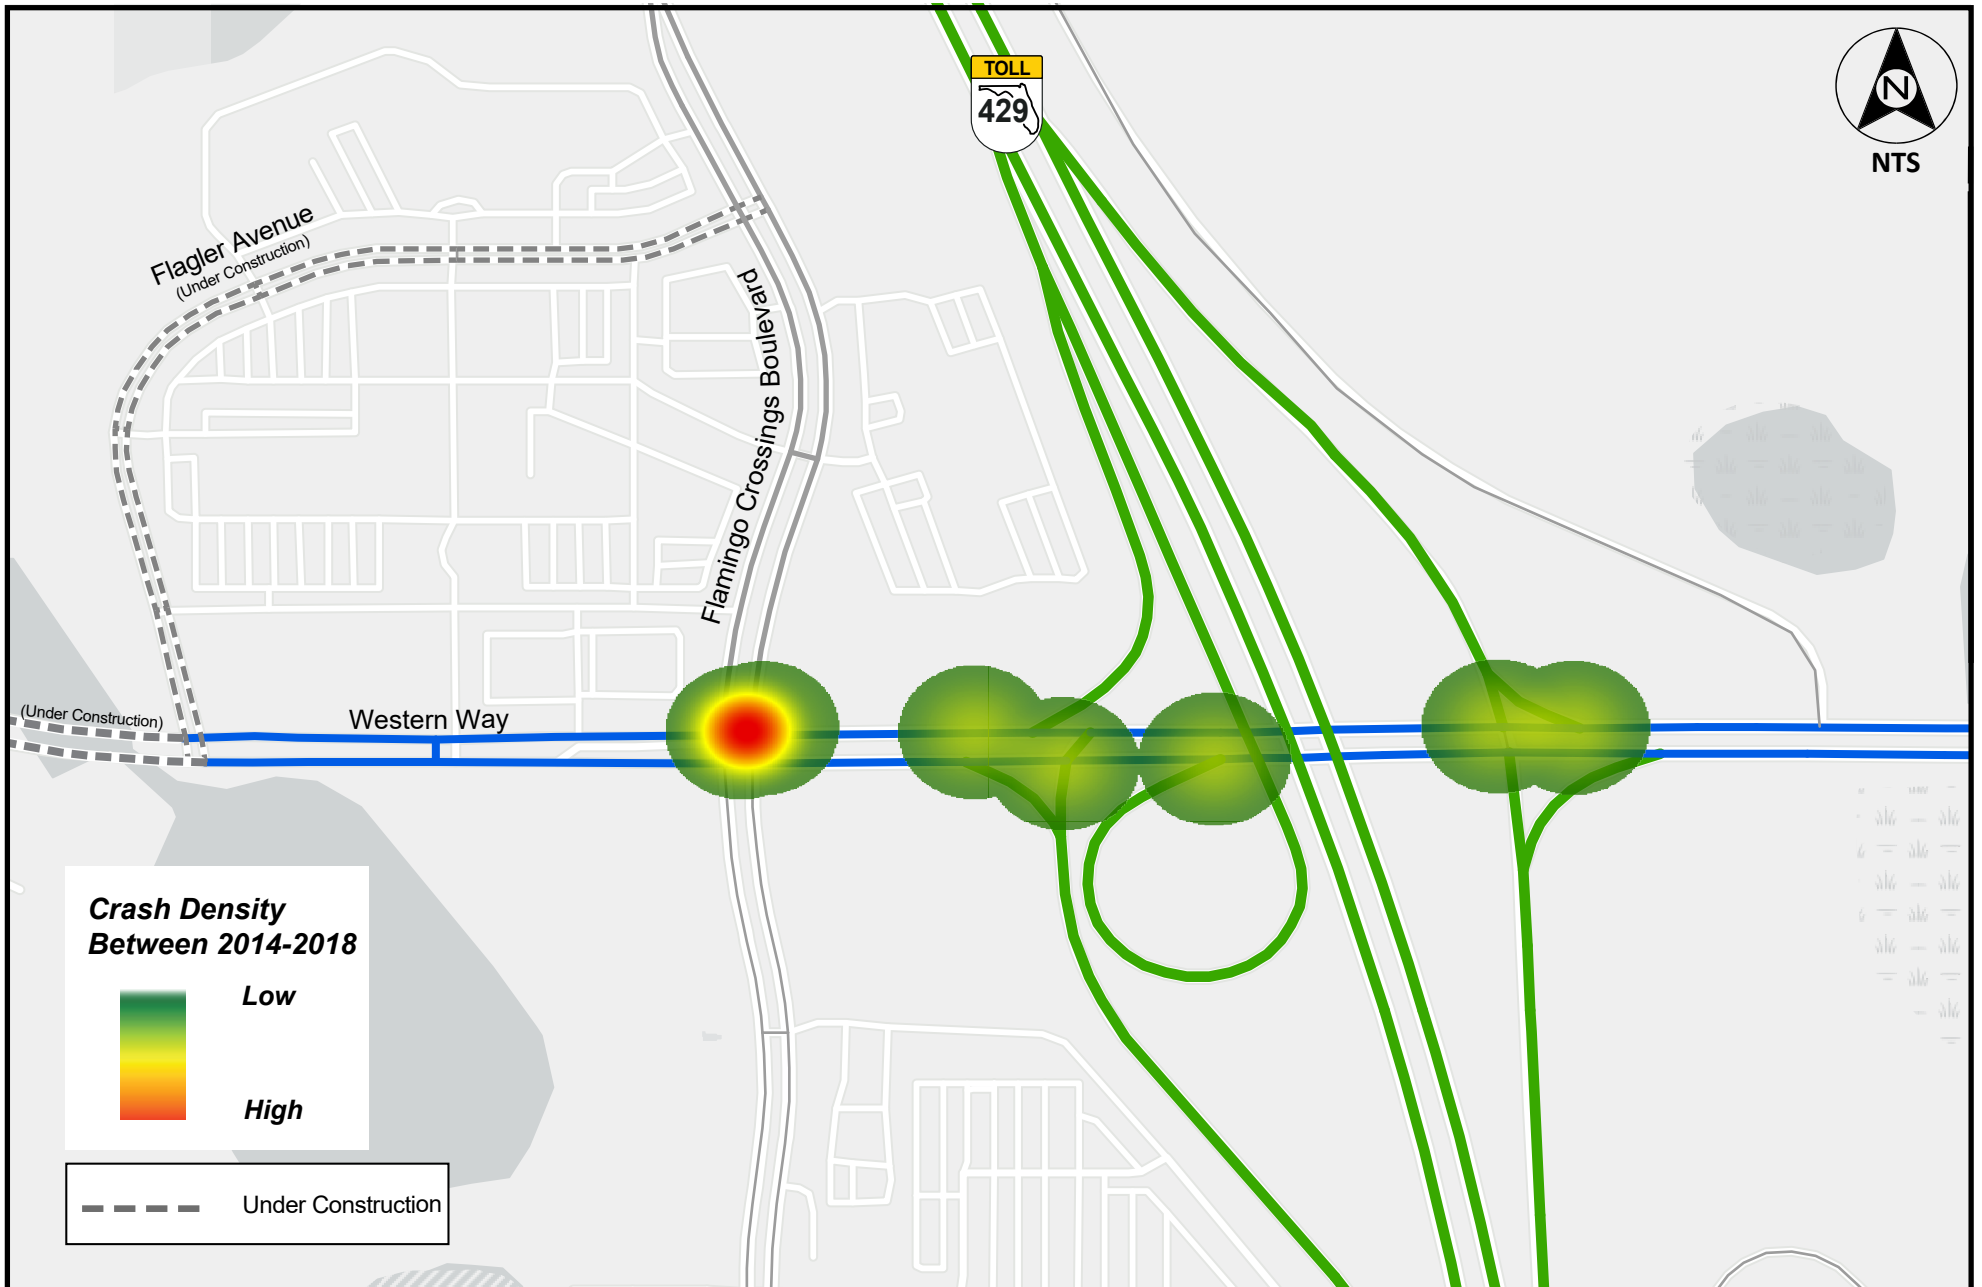 TOLL
429
N
NTS
Flagler Avenue
(Under Construction)
Flamingo Crossings Boulevard
(Under Construction)
Western Way
Crash Density
Between 2014-2018
Low
High
Under Construction